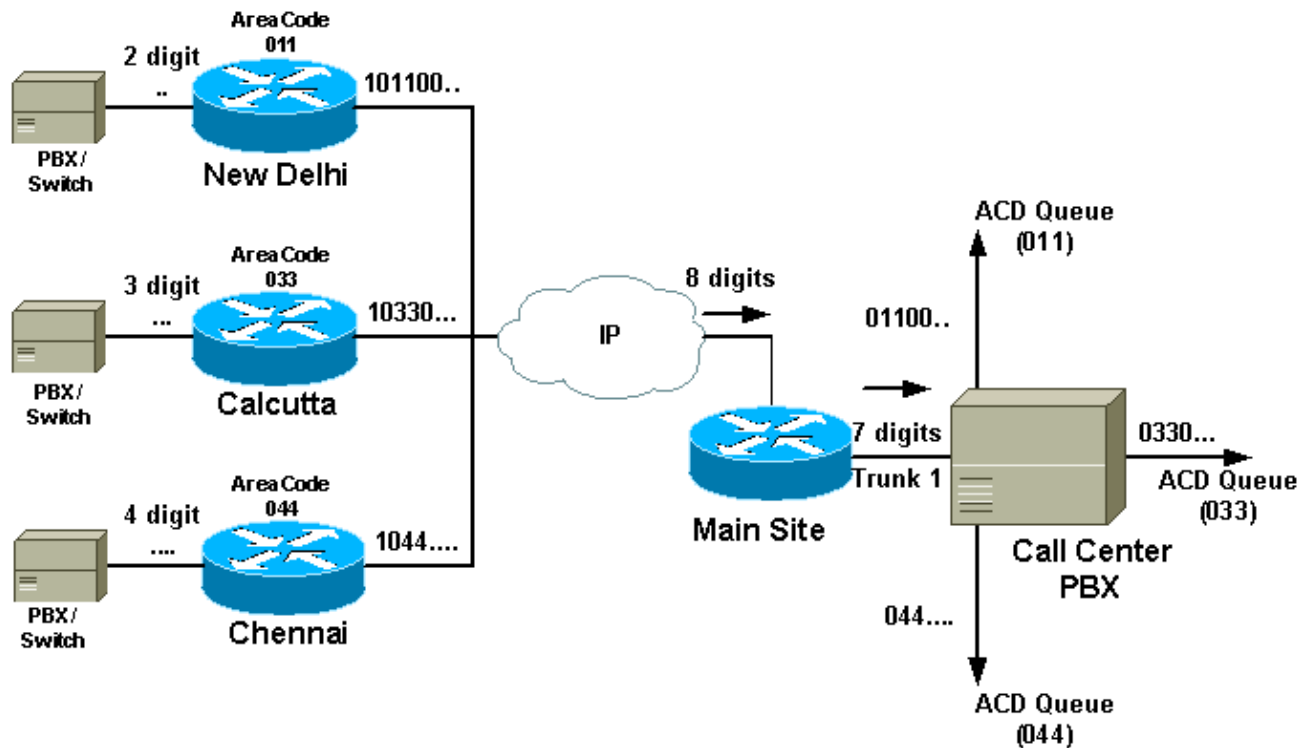 Area Code
011
2 digit
..
101100..
PBX /
Switch
New Delhi
Area Code
033
3 digit
...
10330...
PBX /
Switch
Calcutta
Area Code
044
4 digit
....
1044....
PBX /
Switch
Chennai
IP
8 digits
Main Site
7 digits
Trunk 1
ACD Queue
(011)
01100..
0330...
ACD Queue
(033)
Call Center
PBX
044....
ACD Queue
(044)